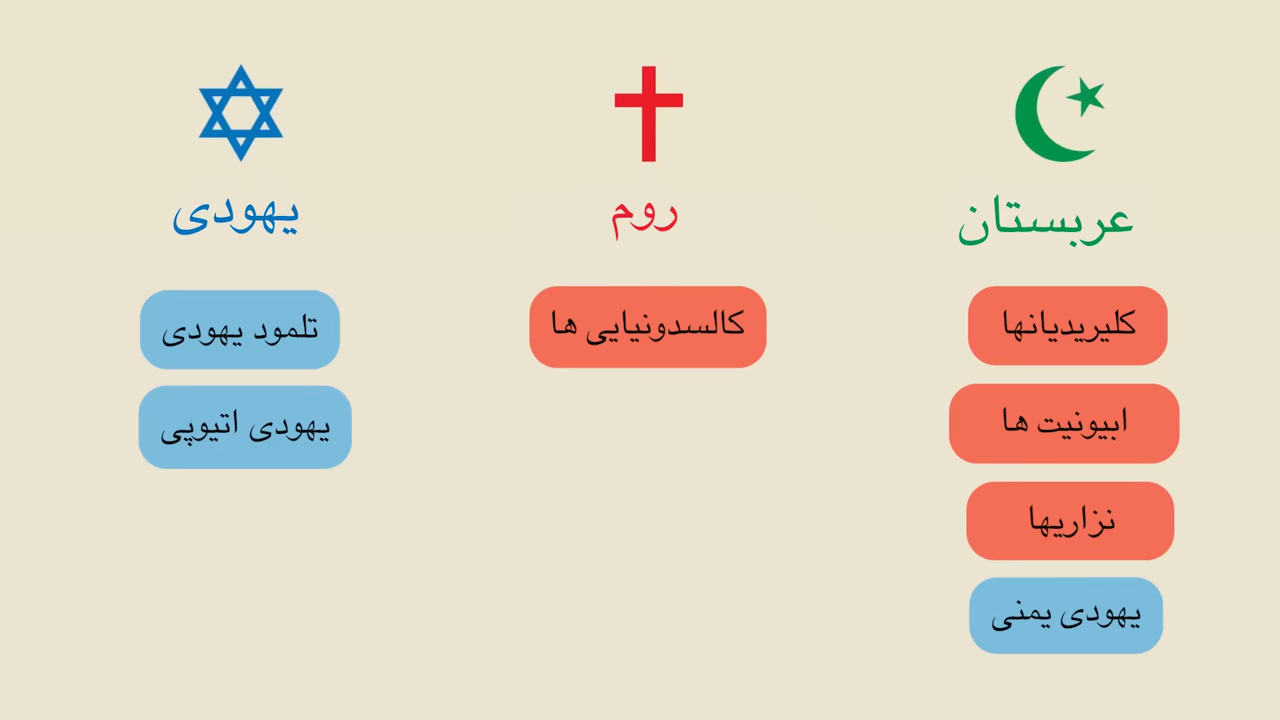 عربستان
کلیریدیانها
ابیونیت ها
نزاریها
یهودی یمنی
روم
کالسدونیایی ها
یهودی
تلمود یهودی
یهودی اتیوپی